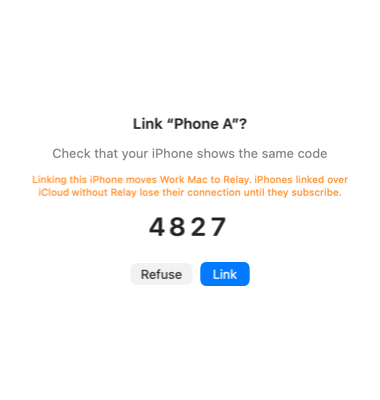 Link “Phone A”?
Check that your iPhone shows the same code
Linking this iPhone moves Work Mac to Relay. iPhones linked over
iCloud without Relay lose their connection until they subscribe.
4827
Refuse Link